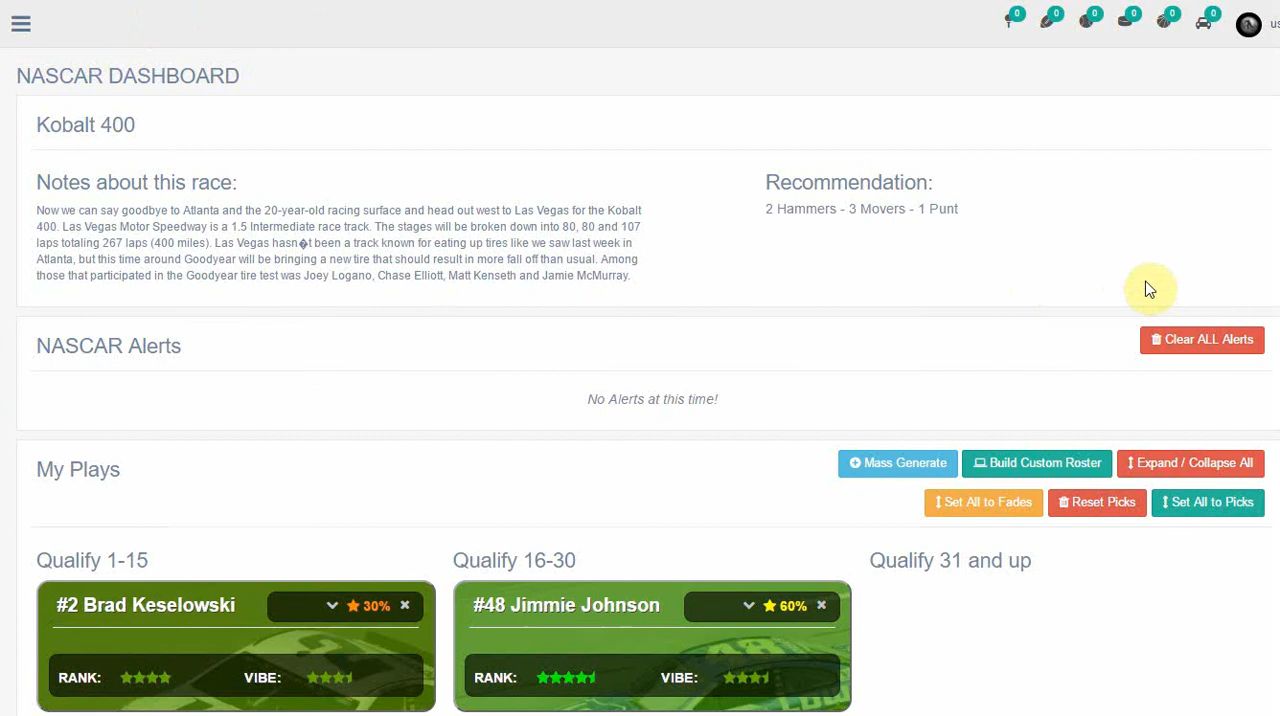 0 0 0 0 0 0
us
NASCAR DASHBOARD
Kobalt 400
Notes about this race:
Now we can say goodbye to Atlanta and the 20-year-old racing surface and head out west to Las Vegas for the Kobalt
400. Las Vegas Motor Speedway is a 1.5 Intermediate race track. The stages will be broken down into 80, 80 and 107
laps totaling 267 laps (400 miles). Las Vegas hasn�t been a track known for eating up tires like we saw last week in
Atlanta, but this time around Goodyear will be bringing a new tire that should result in more fall off than usual. Among
those that participated in the Goodyear tire test was Joey Logano, Chase Elliott, Matt Kenseth and Jamie McMurray.
Recommendation:
2 Hammers - 3 Movers - 1 Punt
NASCAR Alerts
Clear ALL Alerts
No Alerts at this time!
My Plays
Mass Generate
Build Custom Roster
Expand / Collapse All
Set All to Fades
Reset Picks
Set All to Picks
Qualify 1-15
#2 Brad Keselowski
30%
RANK:
VIBE:
Qualify 16-30
#48 Jimmie Johnson
60%
RANK:
VIBE:
Qualify 31 and up